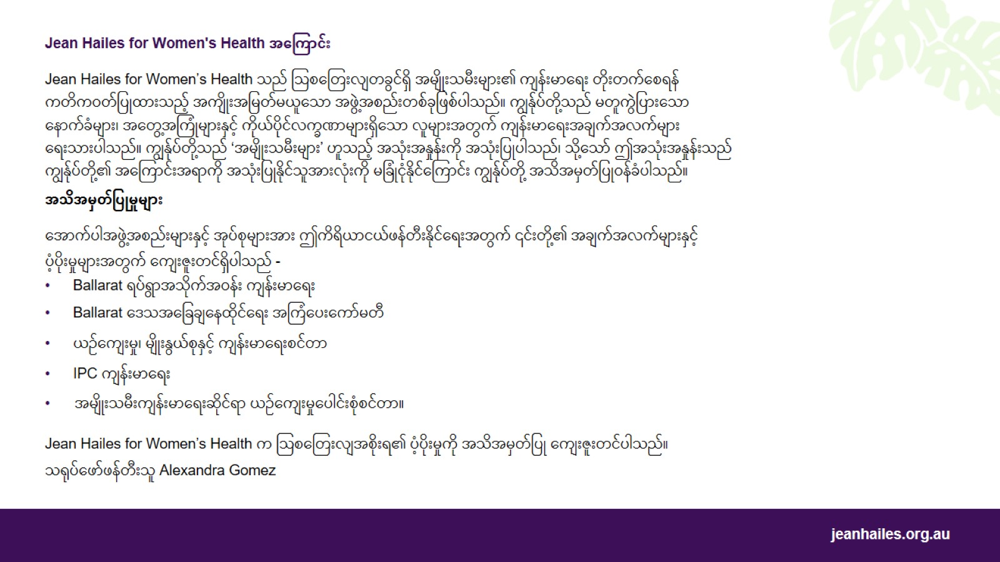 Jean Hailes for Women's Health အကြောင်း
Jean Hailes for Women’s Health သည် ဩစတြေးလျတခွင်ရှိ အမျိုးသမီးများ၏ ကျန်းမာရေး တိုးတက်စေရန်
ကတိကဝတ်ပြုထားသည့် အကျိုးအမြတ်မယူသော အဖွဲ့အစည်းတစ်ခုဖြစ်ပါသည်။ ကျွန်ုပ်တို့သည် မတူကွဲပြားသော
နောက်ခံများ၊ အတွေ့အကြုံများနှင့် ကိုယ်ပိုင်လက္ခဏာများရှိသော လူများအတွက် ကျန်းမာရေးအချက်အလက်များ
ရေးသားပါသည်။ ကျွန်ုပ်တို့သည် ‘အမျိုးသမီးများ’ ဟူသည့် အသုံးအနှုန်းကို အသုံးပြုပါသည်၊ သို့သော် ဤအသုံးအနှုန်းသည်
ကျွန်ုပ်တို့၏ အကြောင်းအရာကို အသုံးပြုနိုင်သူအားလုံးကို မခြုံငုံနိုင်ကြောင်း ကျွန်ုပ်တို့ အသိအမှတ်ပြုဝန်ခံပါသည်။
အသိအမှတ်ပြုမှုများ
အောက်ပါအဖွဲ့အစည်းများနှင့် အုပ်စုများအား ဤကိရိယာငယ်ဖန်တီးနိုင်ရေးအတွက် ၎င်းတို့၏ အချက်အလက်များနှင့်
ပံ့ပိုးမှုများအတွက် ကျေးဇူးတင်ရှိပါသည် -
• Ballarat ရပ်ရွာအသိုက်အဝန်း ကျန်းမာရေး
• Ballarat ဒေသအခြေချနေထိုင်ရေး အကြံပေးကော်မတီ
• ယဉ်ကျေးမှု၊ မျိုးနွယ်စုနှင့် ကျန်းမာရေးစင်တာ
• IPC ကျန်းမာရေး
• အမျိုးသမီးကျန်းမာရေးဆိုင်ရာ ယဉ်ကျေးမှုပေါင်းစုံစင်တာ။
Jean Hailes for Women’s Health က ဩစတြေးလျအစိုးရ၏ ပံ့ပိုးမှုကို အသိအမှတ်ပြု ကျေးဇူးတင်ပါသည်။
သရုပ်ဖော်ဖန်တီးသူ Alexandra Gomez
jeanhailes.org.au